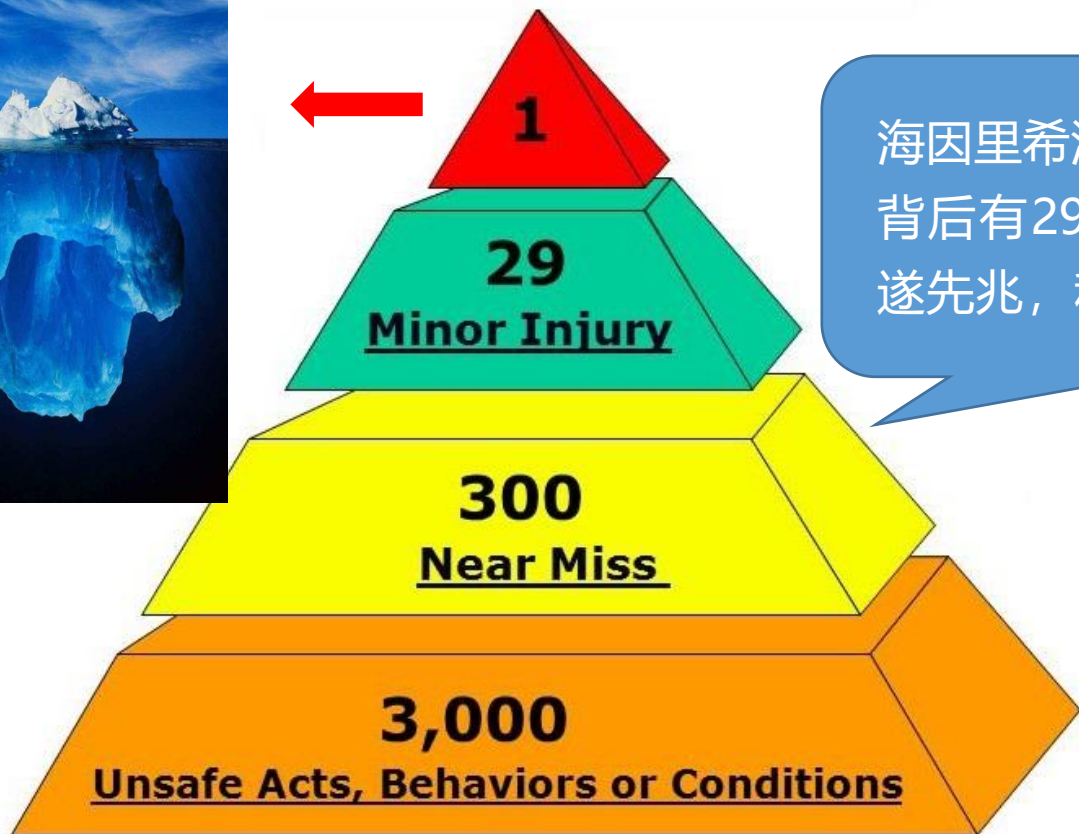 1
29
Minor Injury
300
Near Miss
3,000
Unsafe Acts, Behaviors or Conditions
海因里希
背后有29
遂先兆，